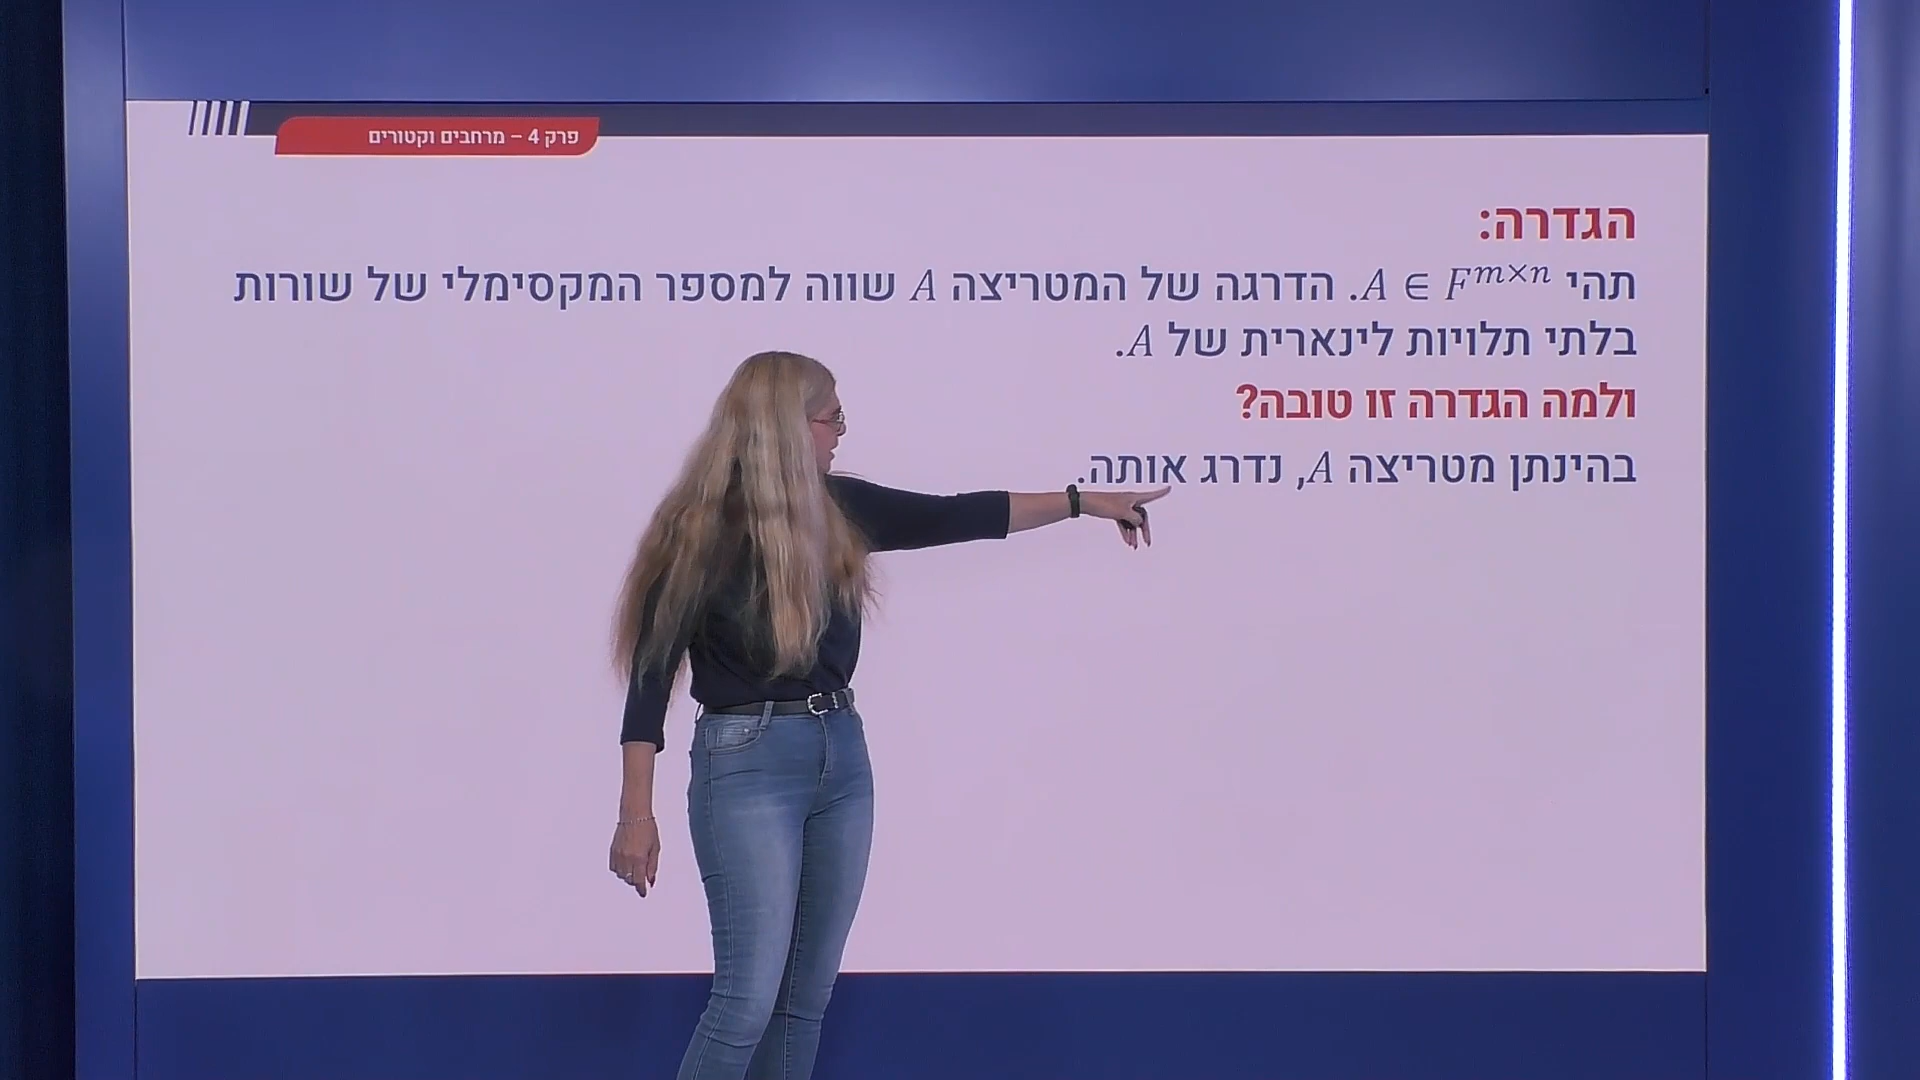 פרק 4 – מרחבים וקטורים
הגדרה:
תהי A ∈ F^{m×n}. הדרגה של המטריצה A שווה למספר המקסימלי של שורות
בלתי תלויות לינארית של A.
ולמה הגדרה זו טובה?
בהינתן מטריצה A, נדרג אותה.